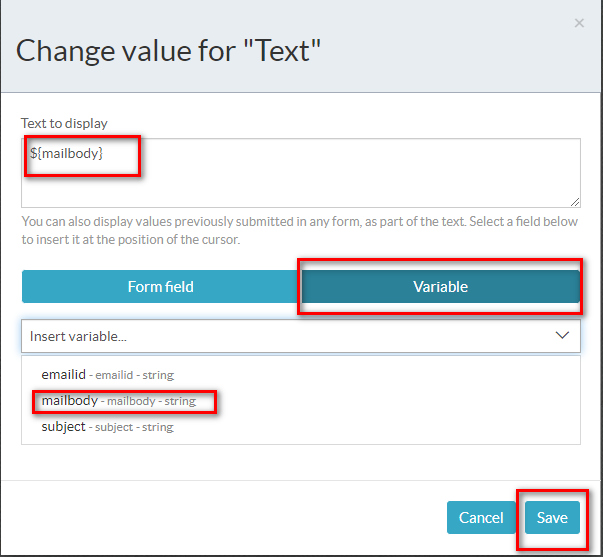 ×
Change value for "Text"
Text to display
${mailbody}
You can also display values previously submitted in any form, as part of the text. Select a field below
to insert it at the position of the cursor.
Form field
Variable
Insert variable...
emailid - emailid - string
mailbody - mailbody - string
subject - subject - string
Cancel
Save